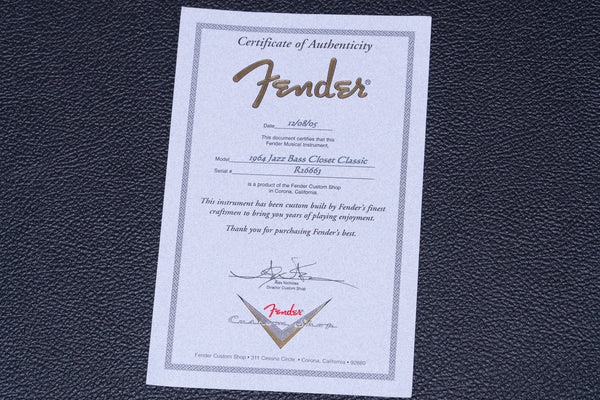 Certificate of Authenticity
Fender®
Date 12/08/05
This document certifies that this
Fender Musical Instrument,
Model 1964 Jazz Bass Closet Classic
Serial # R26663
is a product of the Fender Custom Shop
in Corona, California.
This instrument has been custom built by Fender's finest
craftsmen to bring you years of playing enjoyment.
Thank you for purchasing Fender's best.
Director Custom Shop
Fender
Custom Shop
Fender Custom Shop • 311 Cessna Circle • Corona, California • 92880